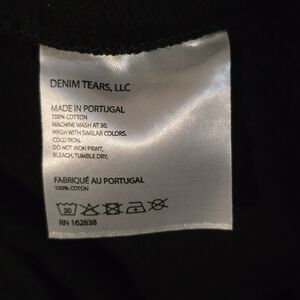 DENIM TEARS, LLC
MADE IN PORTUGAL
100% COTTON
MACHINE WASH AT 30.
WASH WITH SIMILAR COLORS.
COLD IRON.
DO NOT IRON PRINT,
BLEACH, TUMBLE DRY.
FABRIQUÉ AU PORTUGAL
100% COTON
30
RN 162838